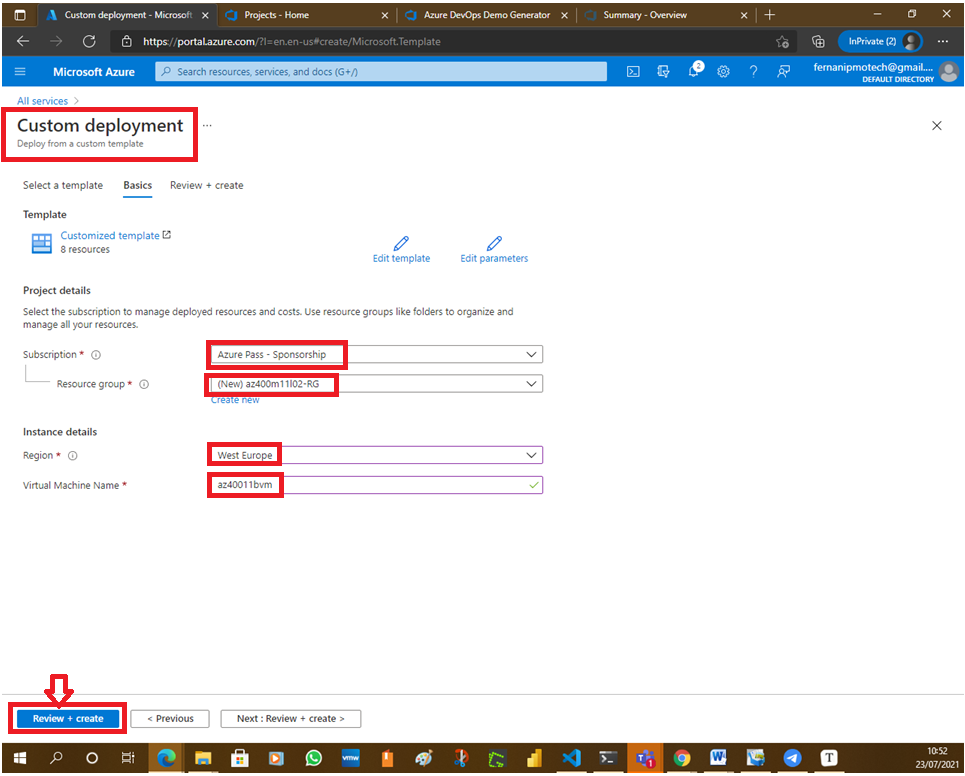 Custom deployment - Microsoft
Projects - Home
Azure DevOps Demo Generator
Summary - Overview
https://portal.azure.com/?l=en.en-us#create/Microsoft.Template
InPrivate (2)
Microsoft Azure
Search resources, services, and docs (G+/)
2
fernanipmotech@gmail....
DEFAULT DIRECTORY
All services >
Custom deployment ...
Deploy from a custom template
Select a template
Basics
Review + create
Template
Customized template
8 resources
Edit template
Edit parameters
Project details
Select the subscription to manage deployed resources and costs. Use resource groups like folders to organize and
manage all your resources.
Subscription *
Azure Pass - Sponsorship
Resource group *
(New) az400m11l02-RG
Create new
Instance details
Region *
West Europe
Virtual Machine Name *
az40011bvm
Review + create
< Previous
Next : Review + create >
vmw
1
T
10:52
23/07/2021